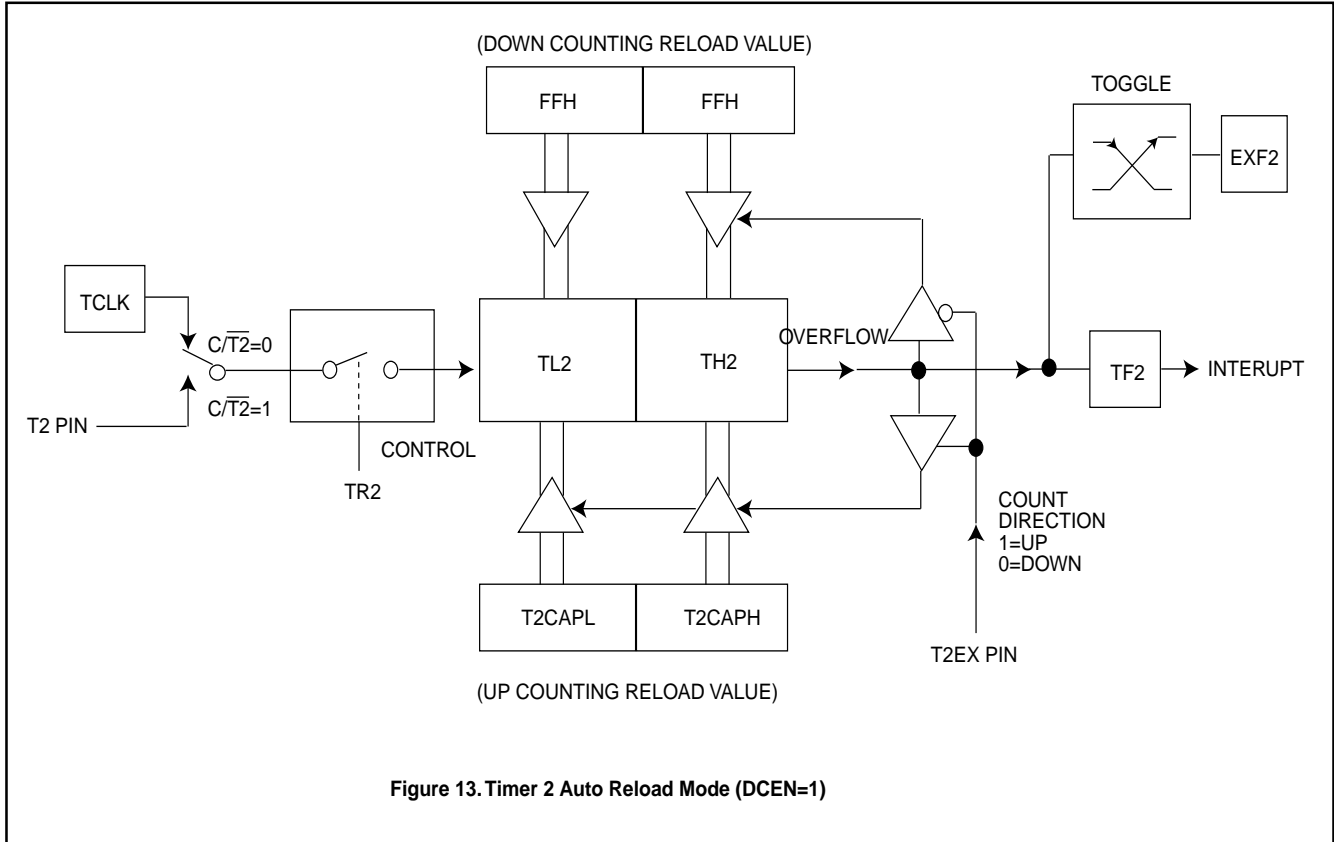 (DOWN COUNTING RELOAD VALUE)
FFH
FFH
TOGGLE
EXF2
TCLK
C/T2̅=0
C/T2̅=1
T2 PIN
CONTROL
TR2
TL2
TH2
OVERFLOW
TF2
INTERUPT
COUNT
DIRECTION
1=UP
0=DOWN
T2CAPL
T2CAPH
T2EX PIN
(UP COUNTING RELOAD VALUE)
Figure 13. Timer 2 Auto Reload Mode (DCEN=1)